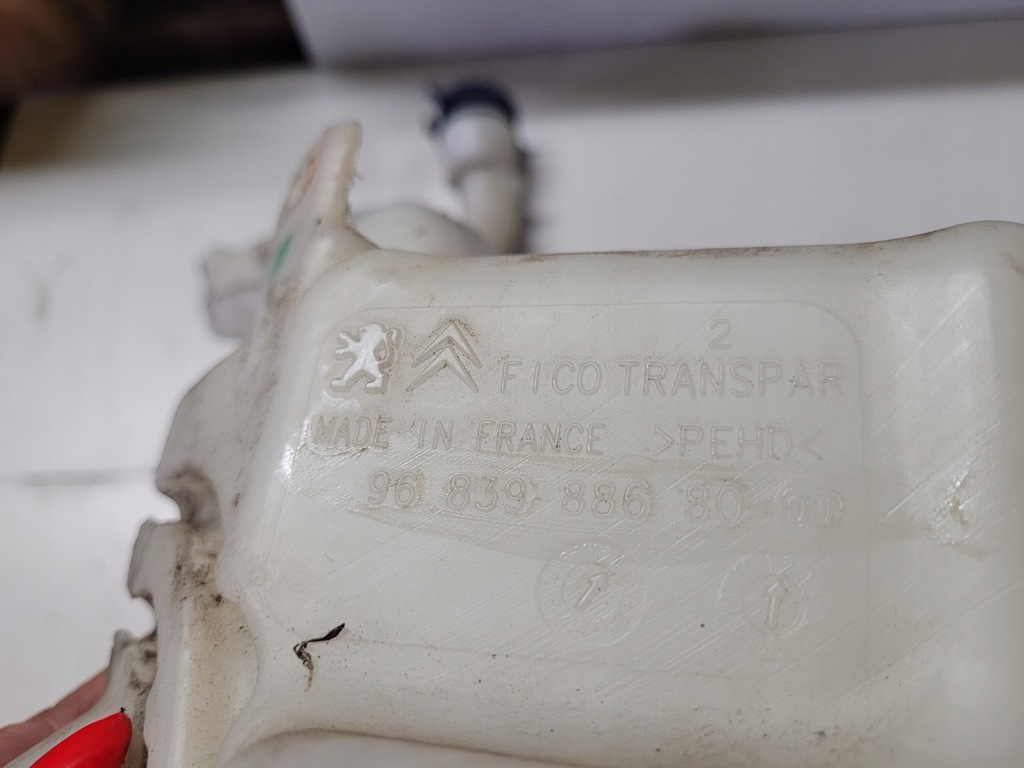 2
FICO TRANSPAR
MADE IN FRANCE >PEHD<
96 839 886 80